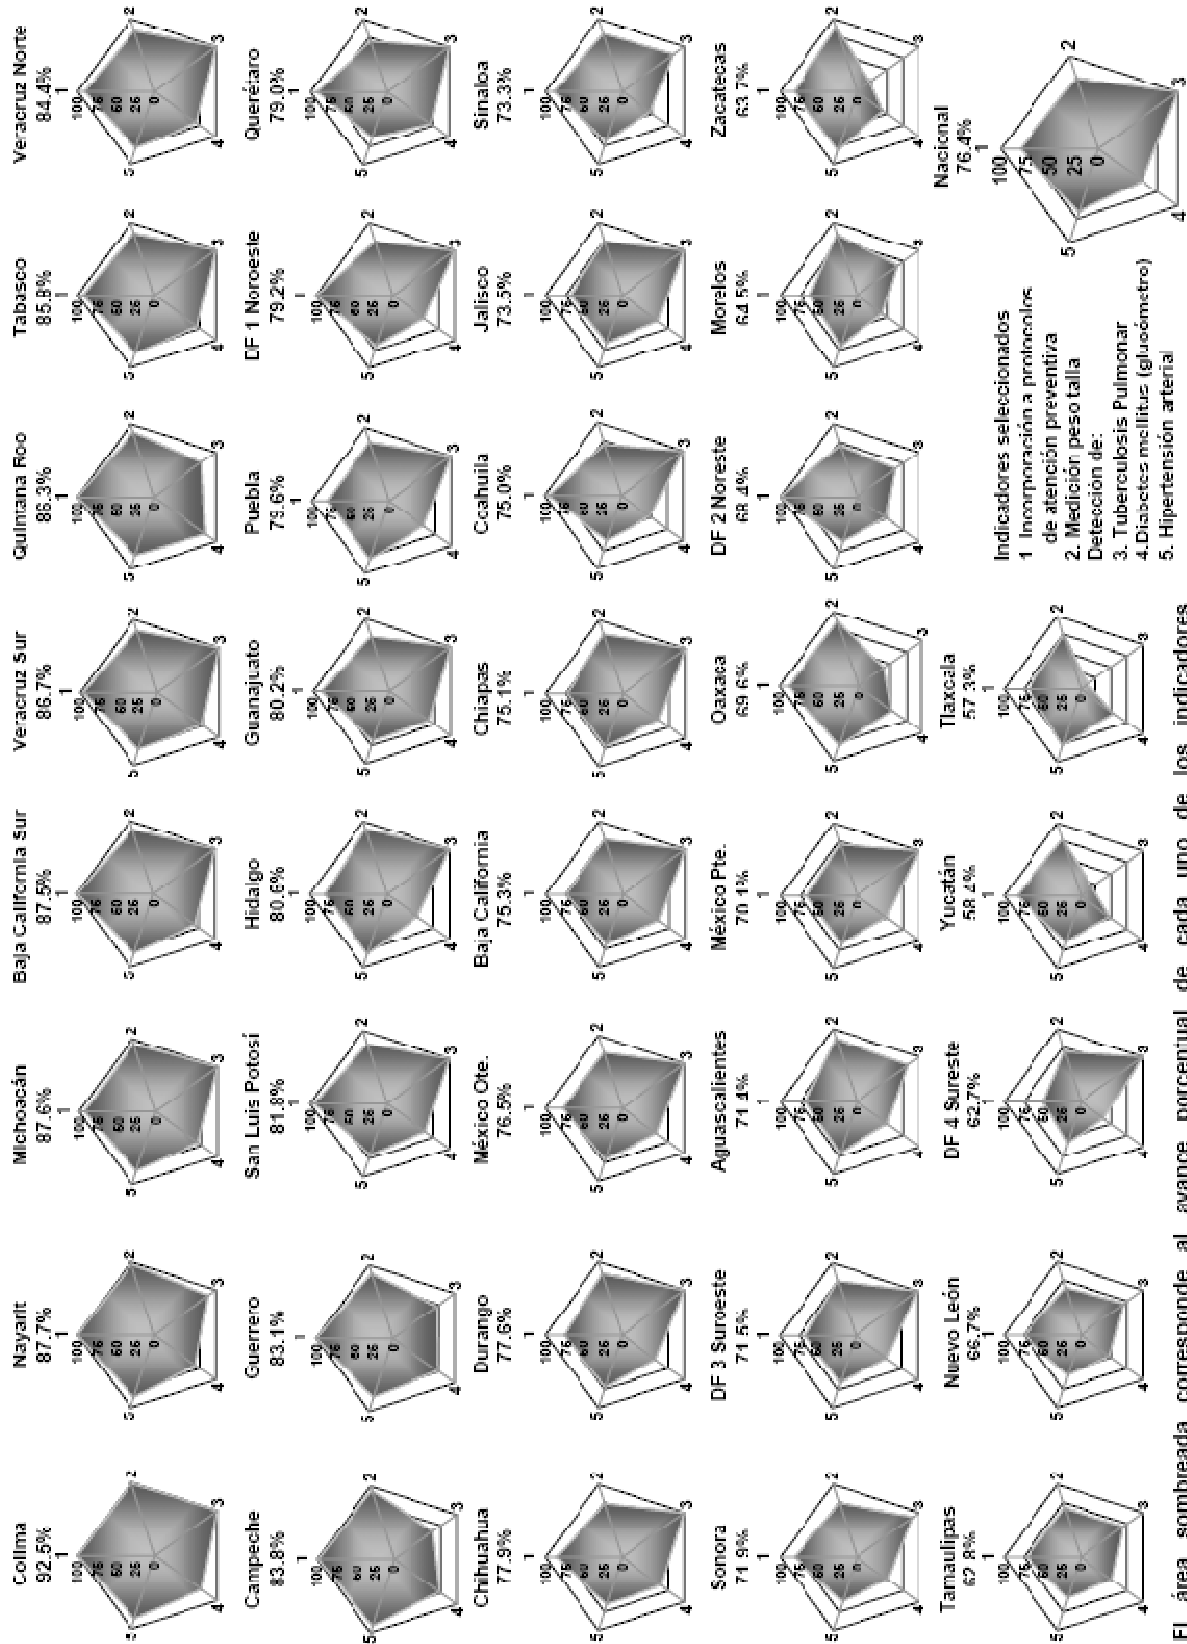 Colima Nayarit Michoacán Baja California Sur Veracruz Sur Quintana Roo Tabasco Veracruz Norte
92.5% 87.7% 87.6% 87.5% 86.7% 86.3% 85.8% 84.4%
Campeche Guerrero San Luis Potosí Hidalgo Guanajuato Puebla DF 1 Noroeste Querétaro
83.8% 83.1% 81.8% 80.6% 80.2% 79.6% 79.2% 79.0%
Chihuahua Durango México Ote. Baja California Chiapas Coahuila Jalisco Sinaloa
77.9% 77.6% 76.5% 75.3% 75.1% 75.0% 73.5% 73.3%
Sonora DF 3 Suroeste Aguascalientes México Pte. Oaxaca DF 2 Noreste Morelos Zacatecas
71.9% 71.5% 71.4% 70.1% 69.6% 68.4% 64.5% 63.7%
Tamaulipas Nuevo León DF 4 Sureste Yucatán Tlaxcala
62.8% 66.7% 62.7% 58.4% 57.3%
Indicadores seleccionados
1 Incorporación a protocolos
de atención preventiva
2. Medición peso talla
Detección de:
3. Tuberculosis Pulmonar
4.Diabetes mellitus (glucómetro)
5. Hipertensión arterial
Nacional
76.4%
1
100
75
50
25
0
2
3
4
5
El área sombreada corresponde al avance porcentual de cada uno de los indicadores